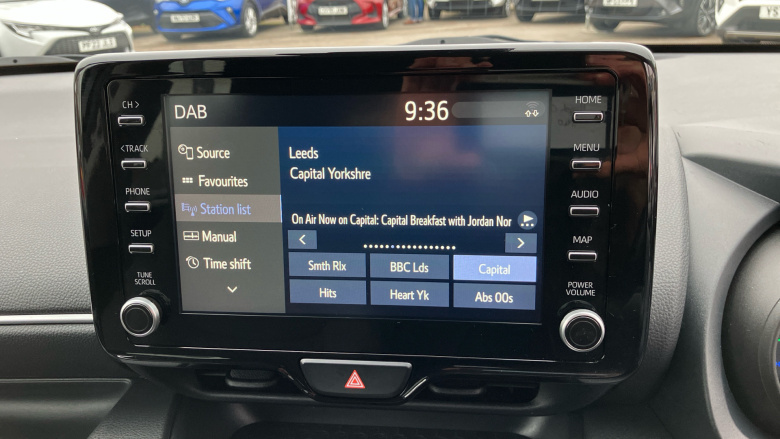 CH >
< TRACK
PHONE
SETUP
TUNE
SCROLL
DAB
9:36
Source
Favourites
Station list
Manual
Time shift
Leeds
Capital Yorkshre
On Air Now on Capital: Capital Breakfast with Jordan Nor
< >
Smth Rlx
BBC Lds
Capital
Hits
Heart Yk
Abs 00s
HOME
MENU
AUDIO
MAP
POWER
VOLUME